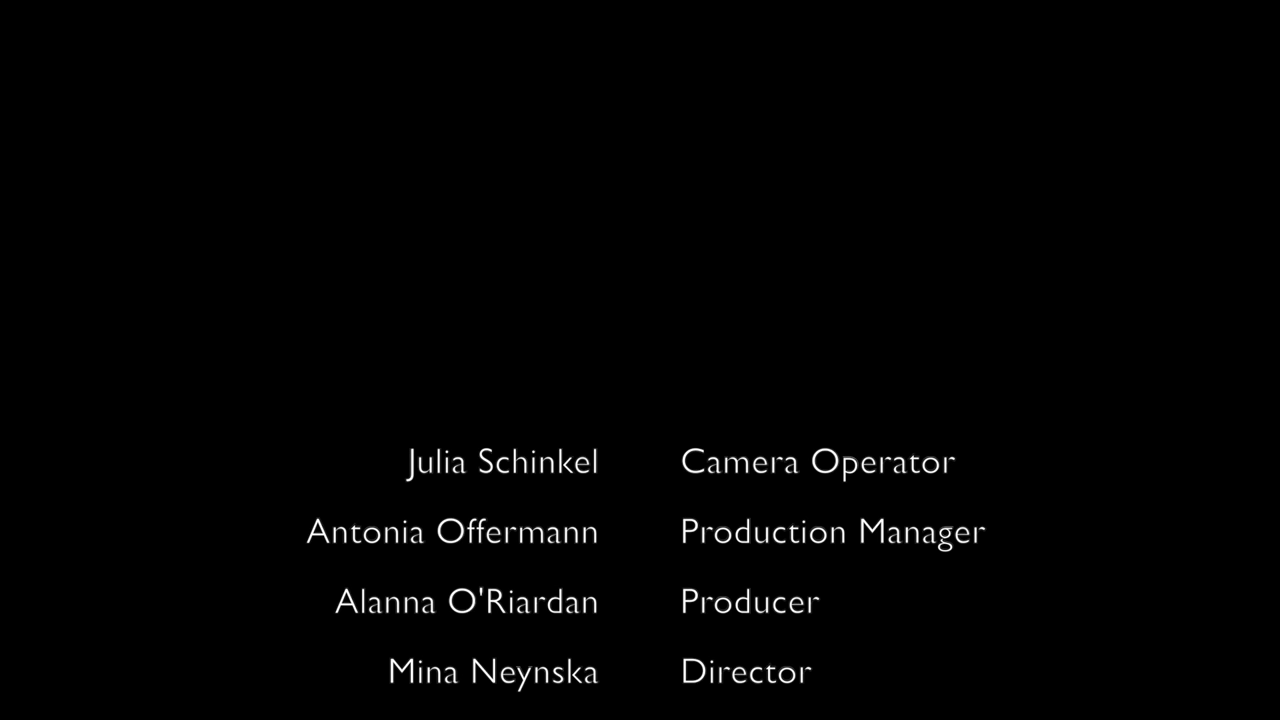 Julia Schinkel Camera Operator
Antonia Offermann Production Manager
Alanna O'Riardan Producer
Mina Neynska Director